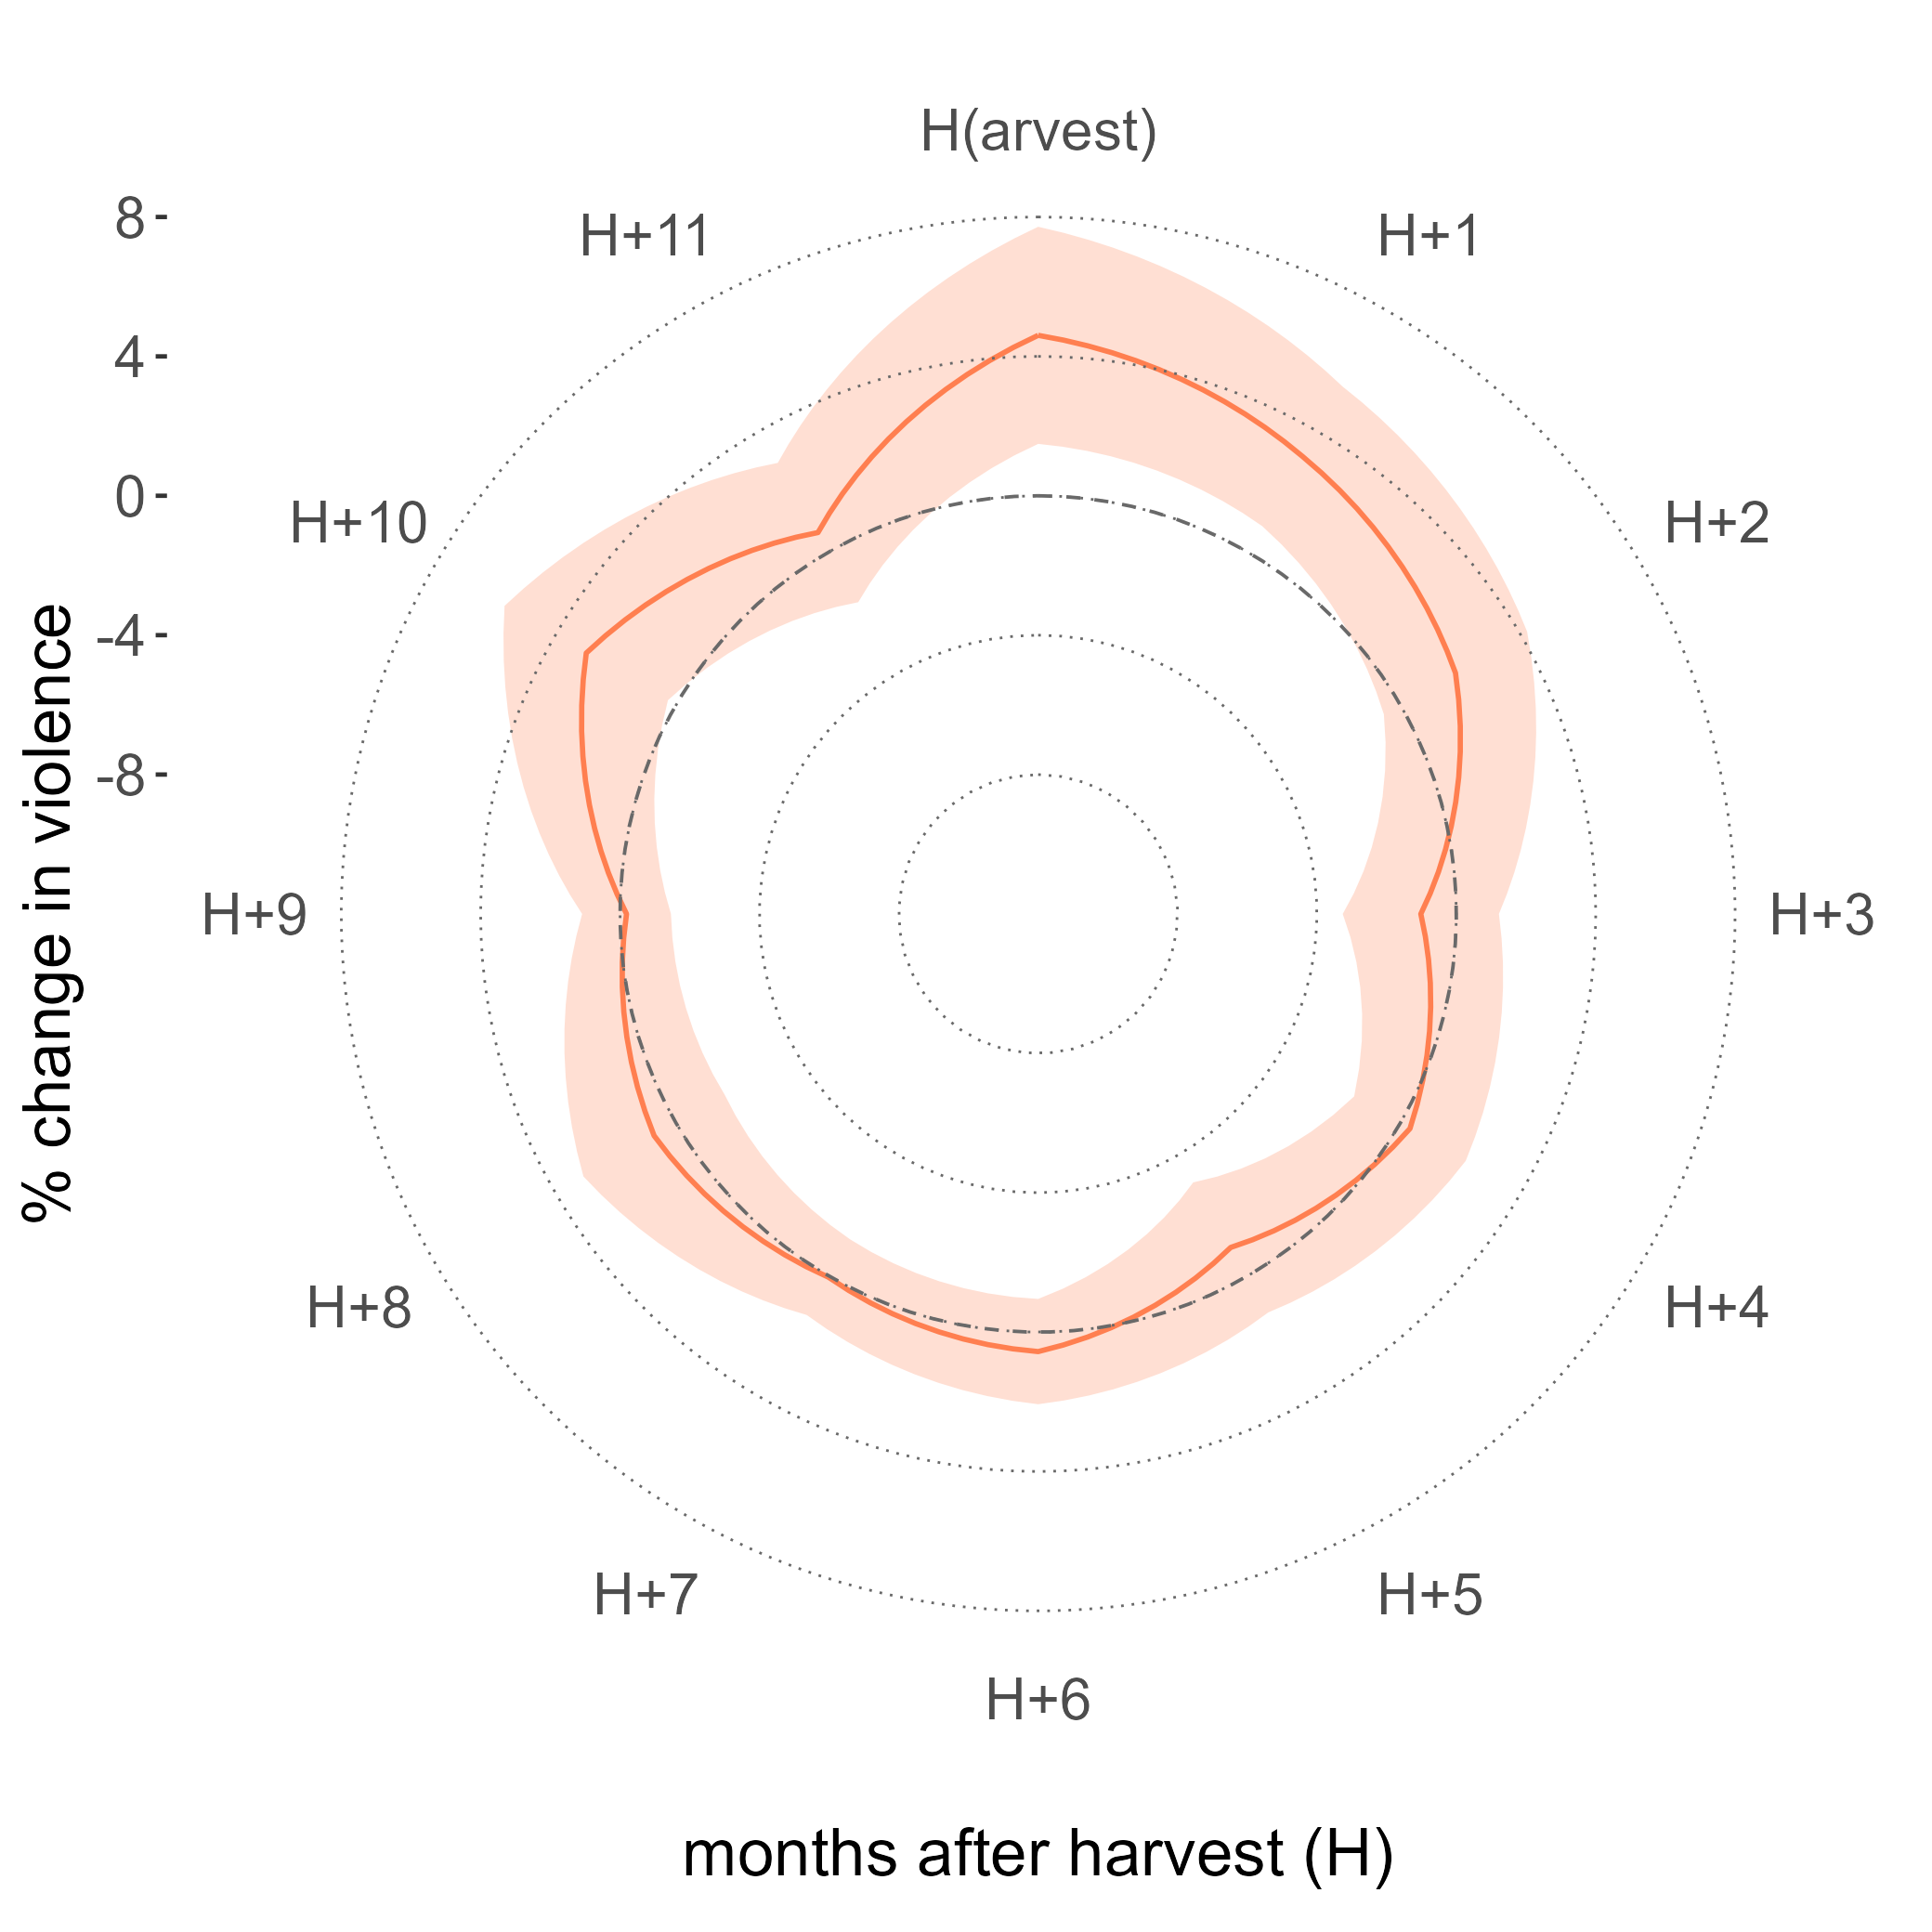 H(arvest)
H+11
H+1
8
4
0
-4
-8
H+10
H+2
% change in violence
H+9
H+3
H+8
H+4
H+7
H+5
H+6
months after harvest (H)